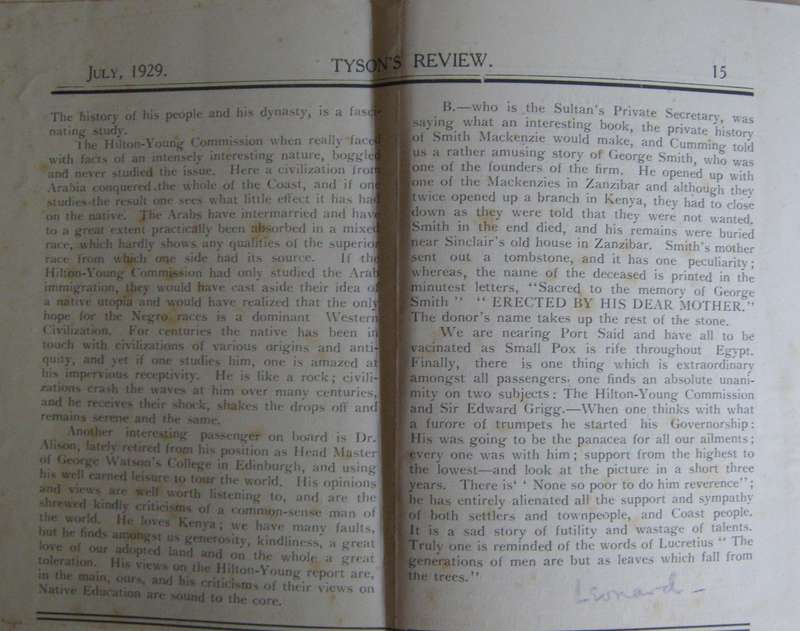 JULY, 1929.
TYSON'S REVIEW.
15
The history of his people and his dynasty, is a fasci-
nating study.
The Hilton-Young Commission when really faced
with facts of an intensely interesting nature, boggled
and never studied the issue. Here a civilization from
Arabia conquered the whole of the Coast, and if one
studies the result one sees what little effect it has had
on the native. The Arabs have intermarried and have
to a great extent practically been absorbed in a mixed
race, which hardly shows any qualities of the superior
race from which one side had its source. If the
Hilton-Young Commission had only studied the Arab
immigration, they would have cast aside their idea of
a native utopia and would have realized that the only
hope for the Negro races is a dominant Western
Civilization. For centuries the native has been in
touch with civilizations of various origins and anti-
quity, and yet if one studies him, one is amazed at
his impervious receptivity. He is like a rock; civili-
zations crash the waves at him over many centuries,
and he receives their shock, shakes the drops off and
remains serene and the same.
Another interesting passenger on board is Dr.
Alison, lately retired from his position as Head Master
of George Watson's College in Edinburgh, and using
his well earned leisure to tour the world. His opinions
and views are well worth listening to, and are the
shrewd kindly criticisms of a common-sense man of
the world. He loves Kenya; we have many faults,
but he finds amongst us generosity, kindliness, a great
love of our adopted land and on the whole a great
toleration. His views on the Hilton-Young report are,
in the main, ours, and his criticisms of their views on
Native Education are sound to the core.
B.—who is the Sultan's Private Secretary, was
saying what an interesting book, the private history
of Smith Mackenzie would make, and Cumming told
us a rather amusing story of George Smith, who was
one of the founders of the firm. He opened up with
one of the Mackenzies in Zanzibar and although they
twice opened up a branch in Kenya, they had to close
down as they were told that they were not wanted.
Smith in the end died, and his remains were buried
near Sinclair's old house in Zanzibar. Smith's mother
sent out a tombstone, and it has one peculiarity;
whereas, the name of the deceased is printed in the
minutest letters, "Sacred to the memory of George
Smith" "ERECTED BY HIS DEAR MOTHER."
The donor's name takes up the rest of the stone.
We are nearing Port Said and have all to be
vacinated as Small Pox is rife throughout Egypt.
Finally, there is one thing which is extraordinary
amongst all passengers, one finds an absolute unani-
mity on two subjects: The Hilton-Young Commission
and Sir Edward Grigg.—When one thinks with what
a furore of trumpets he started his Governorship:
His was going to be the panacea for all our ailments;
every one was with him; support from the highest to
the lowest—and look at the picture in a short three
years. There is' ' None so poor to do him reverence";
he has entirely alienated all the support and sympathy
of both settlers and townpeople, and Coast people.
It is a sad story of futility and wastage of talents.
Truly one is reminded of the words of Lucretius "The
generations of men are but as leaves which fall from
the trees."
Leonard -